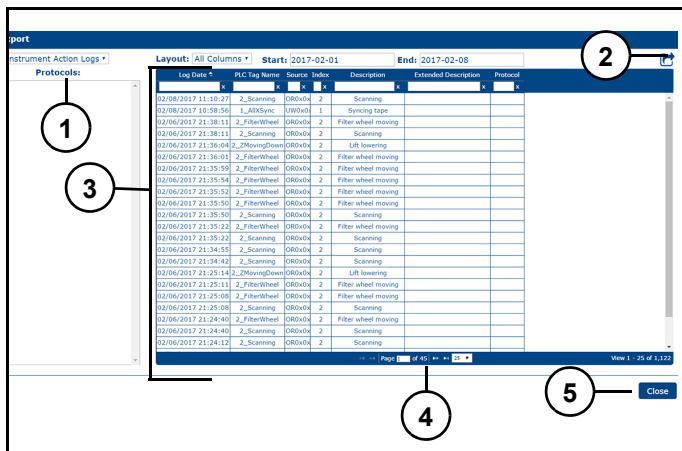 port
nstrument Action Logs
Layout: All Columns Start: 2017-02-01 End: 2017-02-08
2
Protocols:
1
3
Log Date PLC Tag Name Source Index Description Extended Description Protocol
x x x x x x x
02/08/2017 11:10:27 2_Scanning OR0x0x 2 Scanning
02/08/2017 10:58:56 1_AllXSync UW0x0 1 Syncing tape
02/06/2017 21:38:11 2_FilterWheel OR0x0x 2 Filter wheel moving
02/06/2017 21:38:11 2_Scanning OR0x0x 2 Scanning
02/06/2017 21:36:04 2_ZMovingDown OR0x0x 2 Lift lowering
02/06/2017 21:36:01 2_FilterWheel OR0x0x 2 Filter wheel moving
02/06/2017 21:35:59 2_FilterWheel OR0x0x 2 Filter wheel moving
02/06/2017 21:35:54 2_FilterWheel OR0x0x 2 Filter wheel moving
02/06/2017 21:35:52 2_FilterWheel OR0x0x 2 Filter wheel moving
02/06/2017 21:35:50 2_FilterWheel OR0x0x 2 Filter wheel moving
02/06/2017 21:35:50 2_Scanning OR0x0x 2 Scanning
02/06/2017 21:35:22 2_FilterWheel OR0x0x 2 Filter wheel moving
02/06/2017 21:35:22 2_Scanning OR0x0x 2 Scanning
02/06/2017 21:34:55 2_Scanning OR0x0x 2 Scanning
02/06/2017 21:34:42 2_Scanning OR0x0x 2 Scanning
02/06/2017 21:25:14 2_ZMovingDown OR0x0x 2 Lift lowering
02/06/2017 21:25:11 2_FilterWheel OR0x0x 2 Filter wheel moving
02/06/2017 21:25:08 2_FilterWheel OR0x0x 2 Filter wheel moving
02/06/2017 21:25:08 2_Scanning OR0x0x 2 Scanning
02/06/2017 21:24:40 2_FilterWheel OR0x0x 2 Filter wheel moving
02/06/2017 21:24:40 2_Scanning OR0x0x 2 Scanning
02/06/2017 21:24:12 2_Scanning OR0x0x 2 Scanning
Page 1 of 45 25 View 1 - 25 of 1,122
4
5
Close